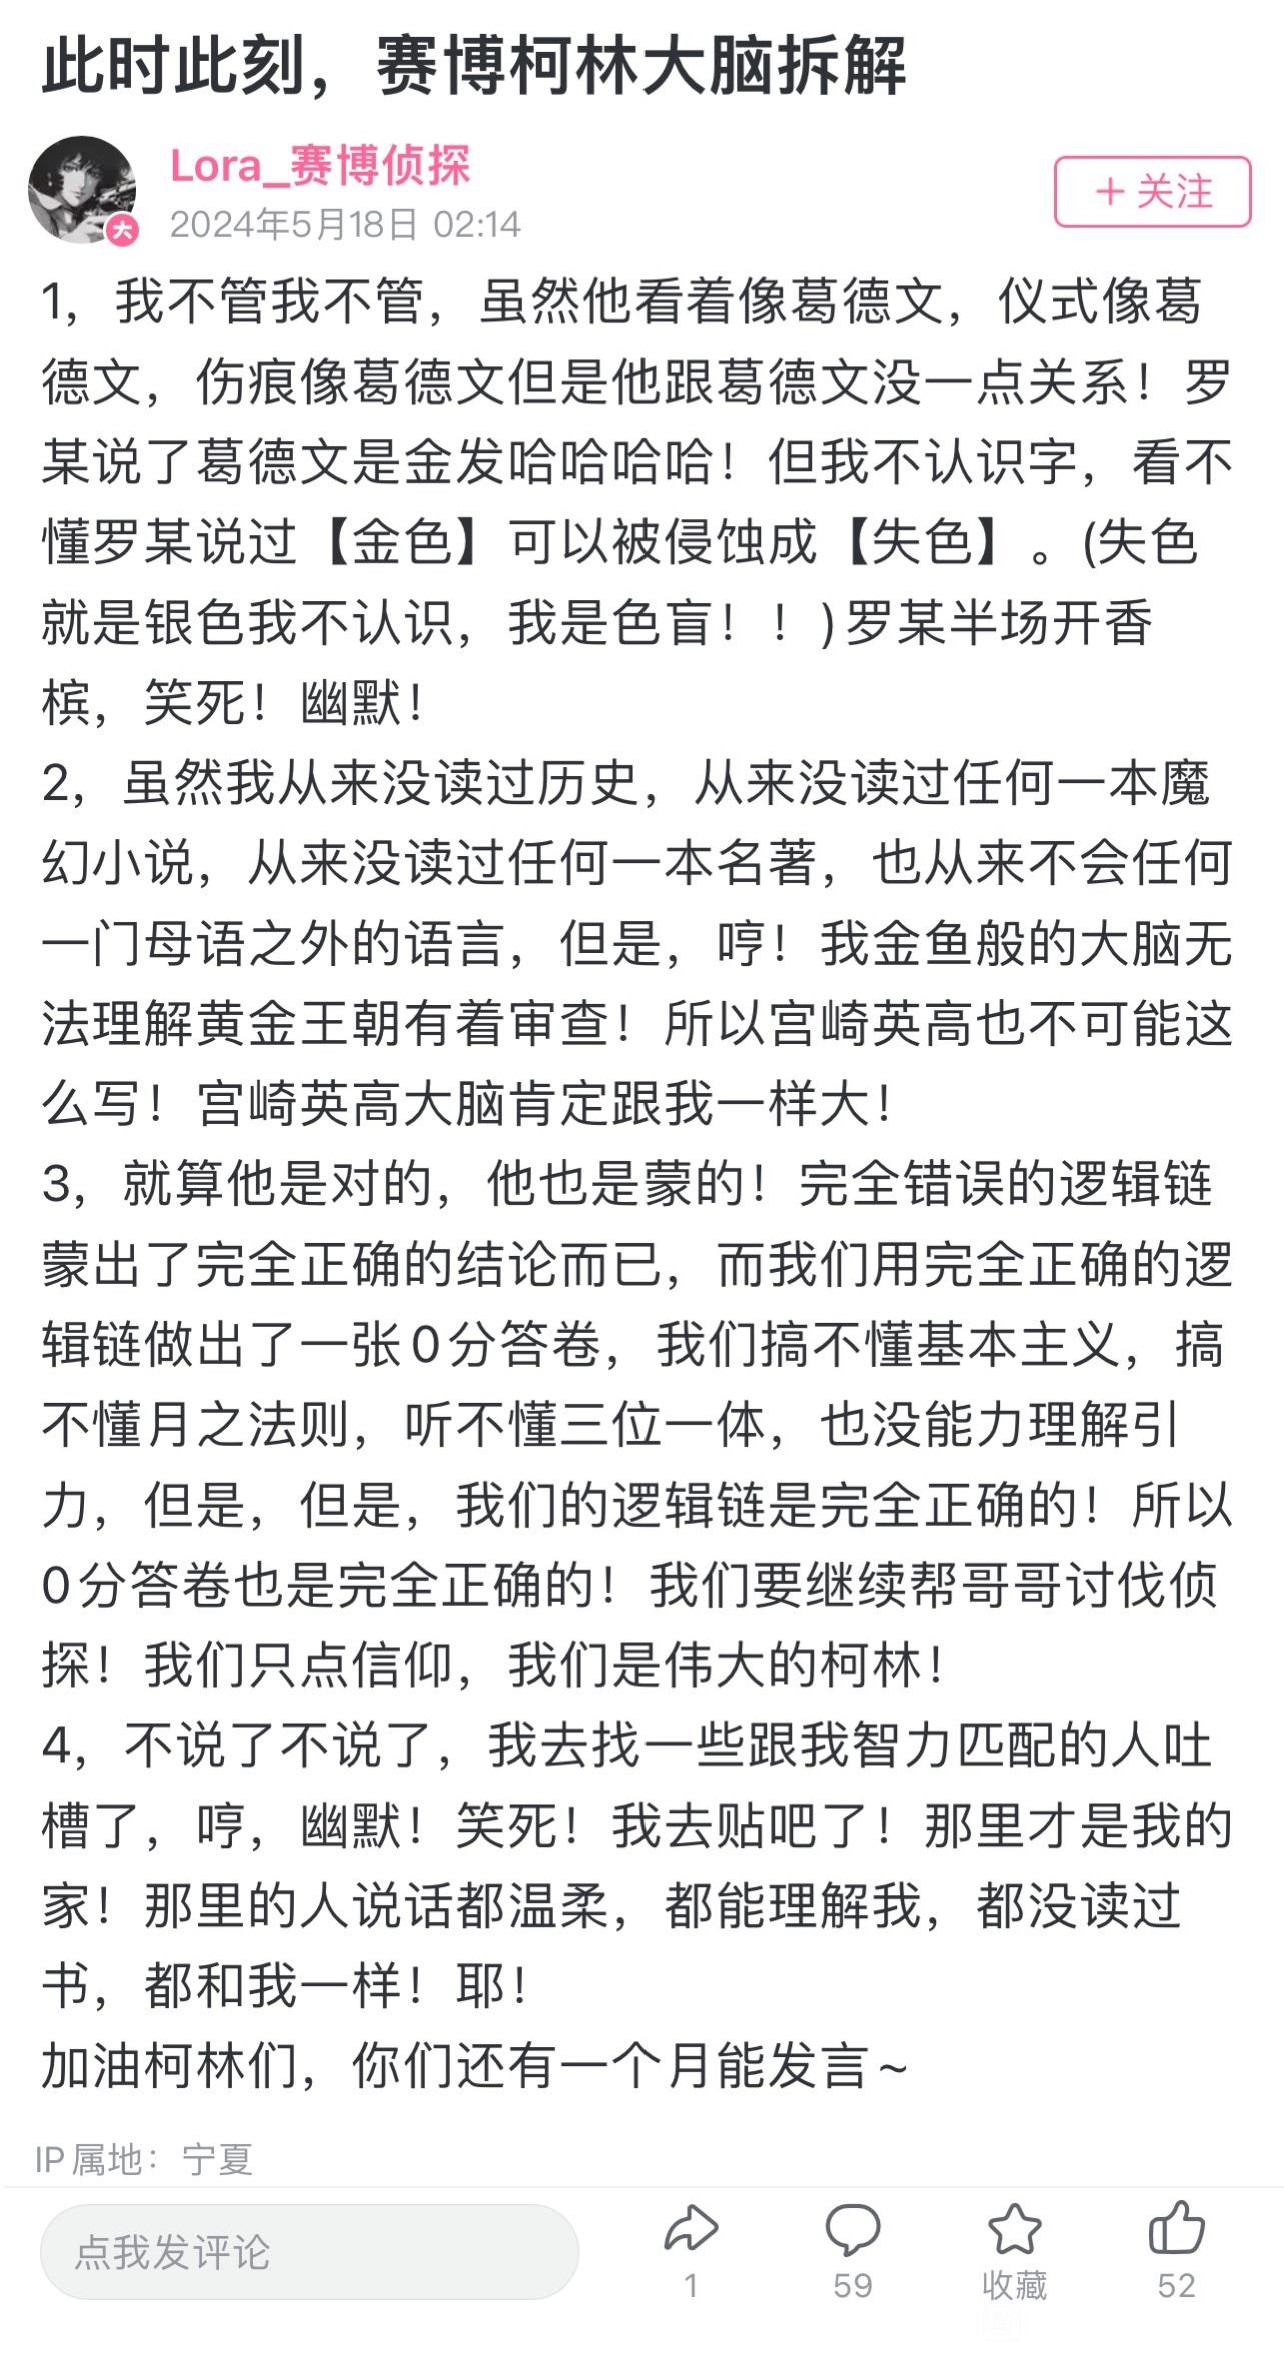 此时此刻，赛博柯林大脑拆解
Lora_赛博侦探
2024年5月18日 02:14
大
+ 关注
1，我不管我不管，虽然他看着像葛德文，仪式像葛
德文，伤痕像葛德文但是他跟葛德文没一点关系！罗
某说了葛德文是金发哈哈哈哈！但我不认识字，看不
懂罗某说过【金色】可以被侵蚀成【失色】。(失色
就是银色我不认识，我是色盲！！)罗某半场开香
槟，笑死！幽默！
2，虽然我从来没读过历史，从来没读过任何一本魔
幻小说，从来没读过任何一本名著，也从来不会任何
一门母语之外的语言，但是，哼！我金鱼般的大脑无
法理解黄金王朝有着审查！所以宫崎英高也不可能这
么写！宫崎英高大脑肯定跟我一样大！
3，就算他是对的，他也是蒙的！完全错误的逻辑链
蒙出了完全正确的结论而已，而我们用完全正确的逻
辑链做出了一张0分答卷，我们搞不懂基本主义，搞
不懂月之法则，听不懂三位一体，也没能力理解引
力，但是，但是，我们的逻辑链是完全正确的！所以
0分答卷也是完全正确的！我们要继续帮哥哥讨伐侦
探！我们只点信仰，我们是伟大的柯林！
4，不说了不说了，我去找一些跟我智力匹配的人吐
槽了，哼，幽默！笑死！我去贴吧了！那里才是我的
家！那里的人说话都温柔，都能理解我，都没读过
书，都和我一样！耶！
加油柯林们，你们还有一个月能发言~
IP属地：宁夏
点我发评论
1
59
收藏
52